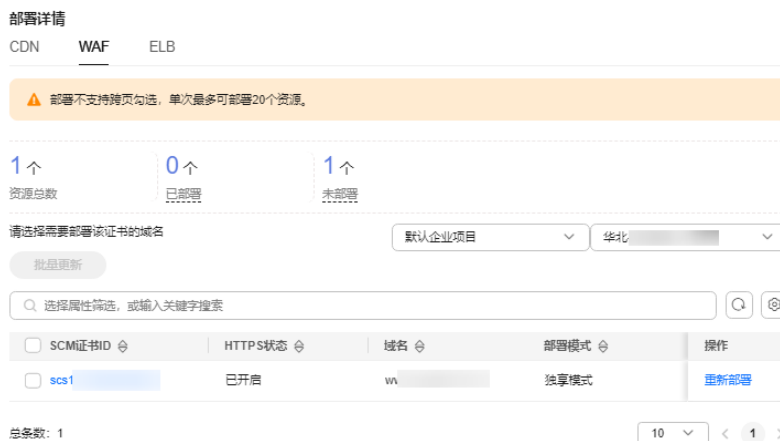 部署详情
CDN WAF ELB
部署不支持跨页勾选，单次最多可部署20个资源。
1个 0个 1个
资源总数 已部署 未部署
请选择需要部署该证书的域名 默认企业项目 华北
批量更新
选择属性筛选，或输入关键字搜索
SCM证书ID HTTPS状态 域名 部署模式 操作
scs1 已开启 独享模式 重新部署
总条数：1 10 1